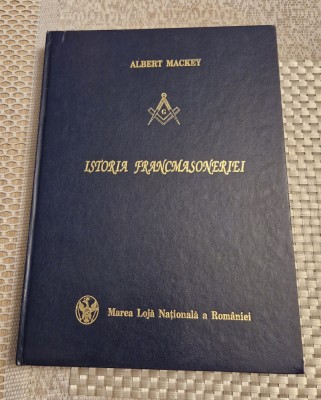 ALBERT MACKEY
G
ISTORIA FRANCMASONERIEI
Marea Lojă Națională a României